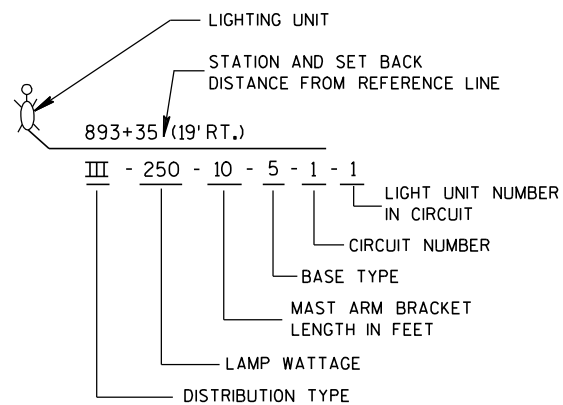 LIGHTING UNIT
STATION AND SET BACK
DISTANCE FROM REFERENCE LINE
893+35 (19' RT.)
III - 250 - 10 - 5 - 1 - 1
LIGHT UNIT NUMBER
IN CIRCUIT
CIRCUIT NUMBER
BASE TYPE
MAST ARM BRACKET
LENGTH IN FEET
LAMP WATTAGE
DISTRIBUTION TYPE